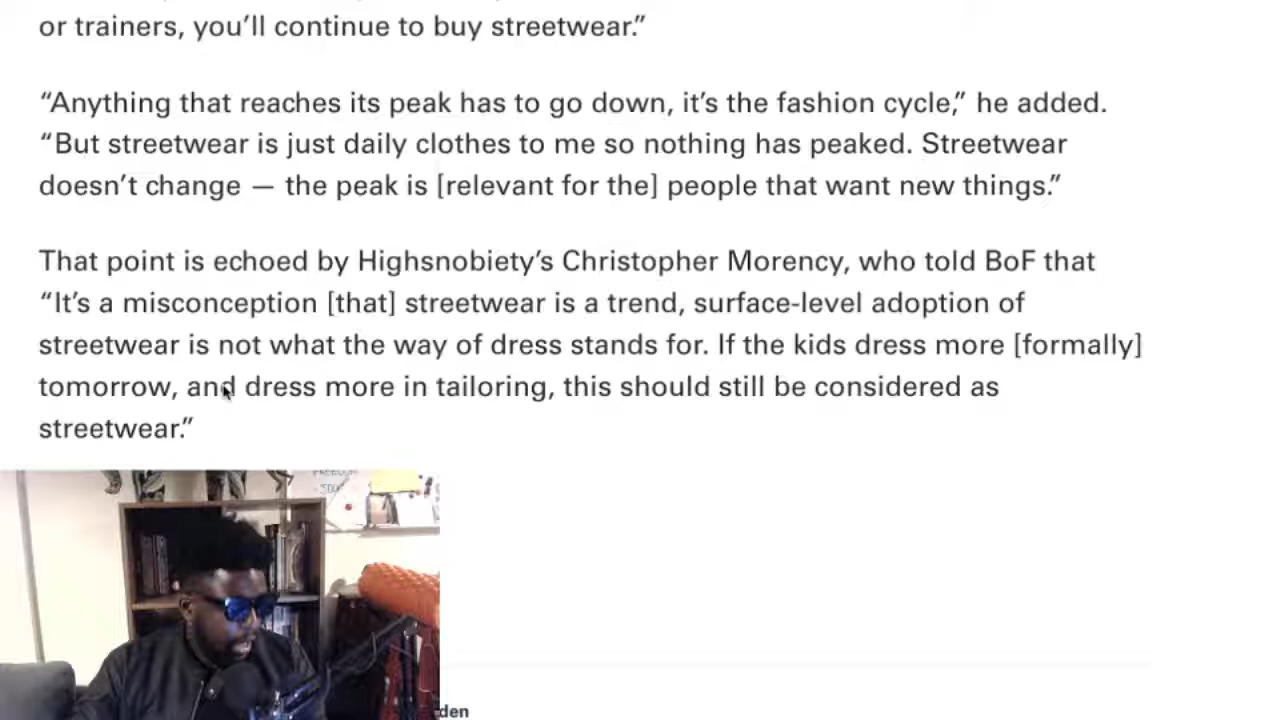 or trainers, you’ll continue to buy streetwear.”
“Anything that reaches its peak has to go down, it’s the fashion cycle,” he added.
“But streetwear is just daily clothes to me so nothing has peaked. Streetwear
doesn’t change — the peak is [relevant for the] people that want new things.”
That point is echoed by Highsnobiety’s Christopher Morency, who told BoF that
“It’s a misconception [that] streetwear is a trend, surface-level adoption of
streetwear is not what the way of dress stands for. If the kids dress more [formally]
tomorrow, and dress more in tailoring, this should still be considered as
streetwear.”